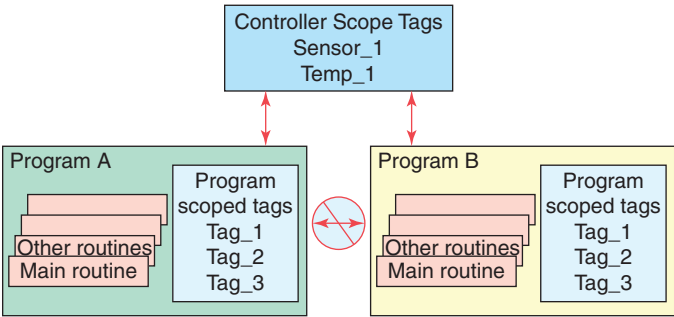 Controller Scope Tags
Sensor_1
Temp_1
Program A
Program
scoped tags
Tag_1
Tag_2
Tag_3
Other routines
Main routine
Program B
Program
scoped tags
Tag_1
Tag_2
Tag_3
Other routines
Main routine